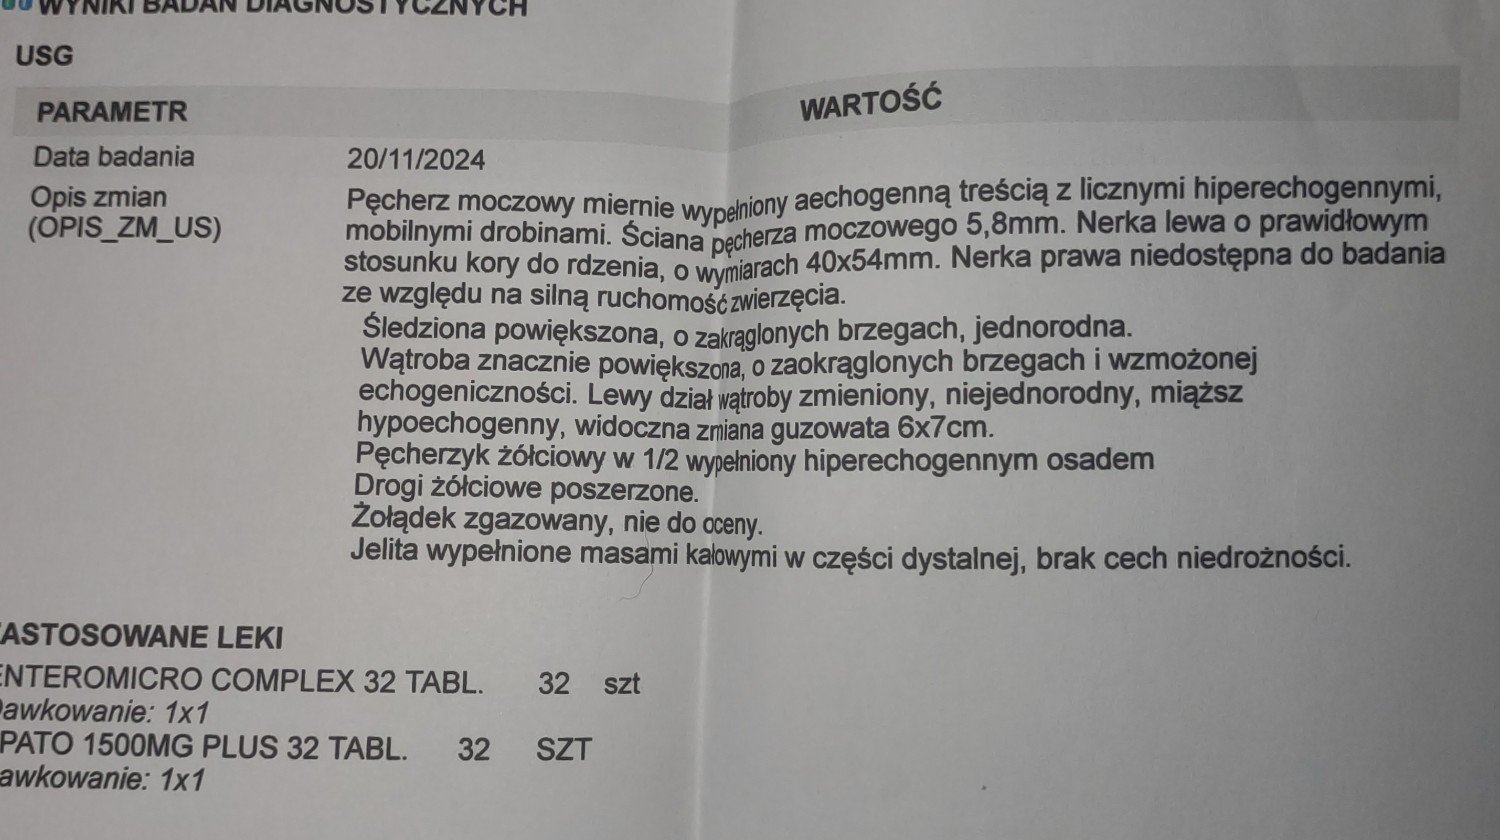 WYNIKI BADAŃ DIAGNOSTYCZNYCH
USG
PARAMETR WARTOŚĆ
Data badania 20/11/2024
Opis zmian (OPIS_ZM_US) Pęcherz moczowy miernie wypełniony aechogenną treścią z licznymi hiperechogennymi,
mobilnymi drobinami. Ściana pęcherza moczowego 5,8mm. Nerka lewa o prawidłowym
stosunku kory do rdzenia, o wymiarach 40x54mm. Nerka prawa niedostępna do badania
ze względu na silną ruchomość zwierzęcia.
Śledziona powiększona, o zakrąglonych brzegach, jednorodna.
Wątroba znacznie powiększona, o zaokrąglonych brzegach i wzmożonej
echogeniczności. Lewy dział wątroby zmieniony, niejednorodny, miąższ
hypoechogenny, widoczna zmiana guzowata 6x7cm.
Pęcherzyk żółciowy w 1/2 wypełniony hiperechogennym osadem
Drogi żółciowe poszerzone.
Żołądek zgazowany, nie do oceny.
Jelita wypełnione masami kałowymi w części dystalnej, brak cech niedrożności.
ASTOSOWANE LEKI
NTEROMICRO COMPLEX 32 TABL. 32 szt
awkowanie: 1x1
PATO 1500MG PLUS 32 TABL. 32 SZT
awkowanie: 1x1